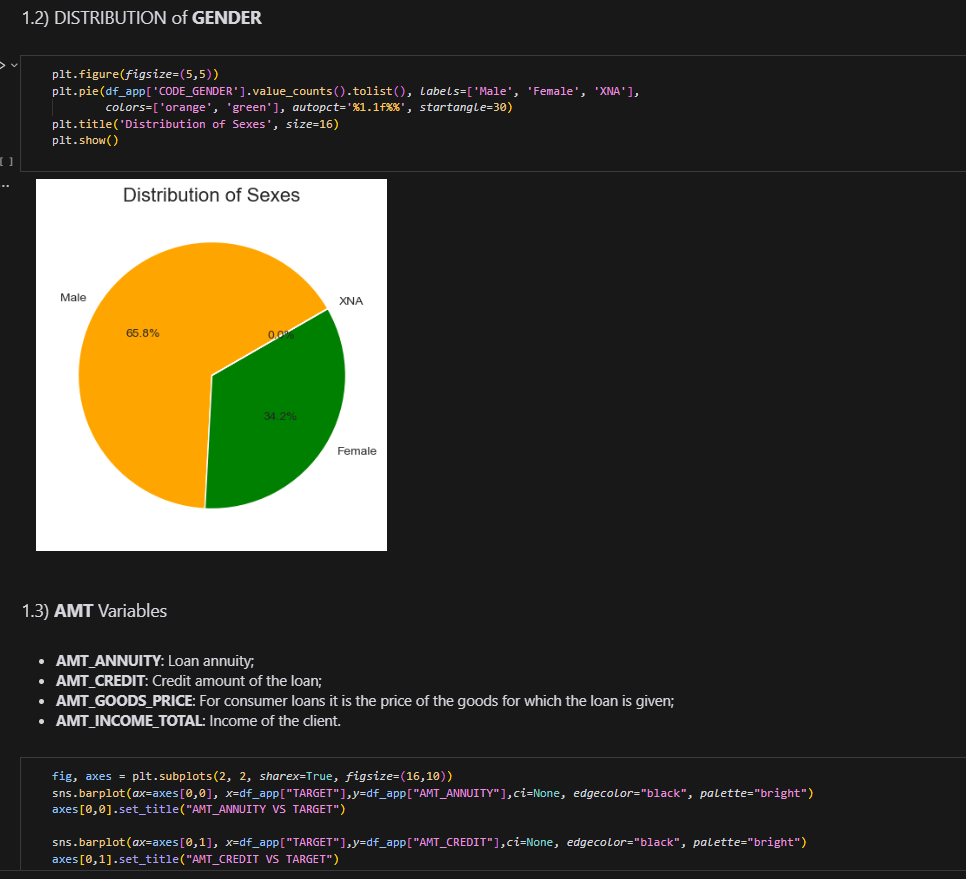 1.2) DISTRIBUTION of GENDER
plt.figure(figsize=(5,5))
plt.pie(df_app['CODE_GENDER'].value_counts().tolist(), labels=['Male', 'Female', 'XNA'],
colors=['orange', 'green'], autopct='%1.1f%%', startangle=30)
plt.title('Distribution of Sexes', size=16)
plt.show()
[ ]
...
Distribution of Sexes
Male
XNA
65.8%
0.0%
34.2%
Female
1.3) AMT Variables
• AMT_ANNUITY: Loan annuity;
• AMT_CREDIT: Credit amount of the loan;
• AMT_GOODS_PRICE: For consumer loans it is the price of the goods for which the loan is given;
• AMT_INCOME_TOTAL: Income of the client.
fig, axes = plt.subplots(2, 2, sharex=True, figsize=(16,10))
sns.barplot(ax=axes[0,0], x=df_app["TARGET"],y=df_app["AMT_ANNUITY"],ci=None, edgecolor="black", palette="bright")
axes[0,0].set_title("AMT_ANNUITY VS TARGET")
sns.barplot(ax=axes[0,1], x=df_app["TARGET"],y=df_app["AMT_CREDIT"],ci=None, edgecolor="black", palette="bright")
axes[0,1].set_title("AMT_CREDIT VS TARGET")